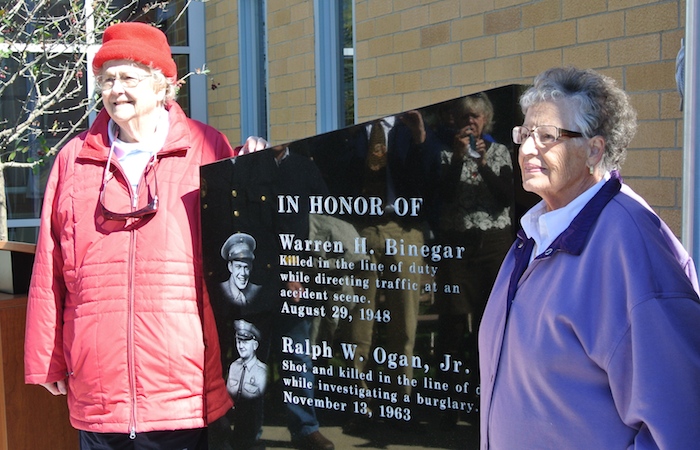 IN HONOR OF
Warren H. Binegar
Killed in the line of duty
while directing traffic at an
accident scene.
August 29, 1948
Ralph W. Ogan, Jr.
Shot and killed in the line of
while investigating a burglary.
November 13, 1963